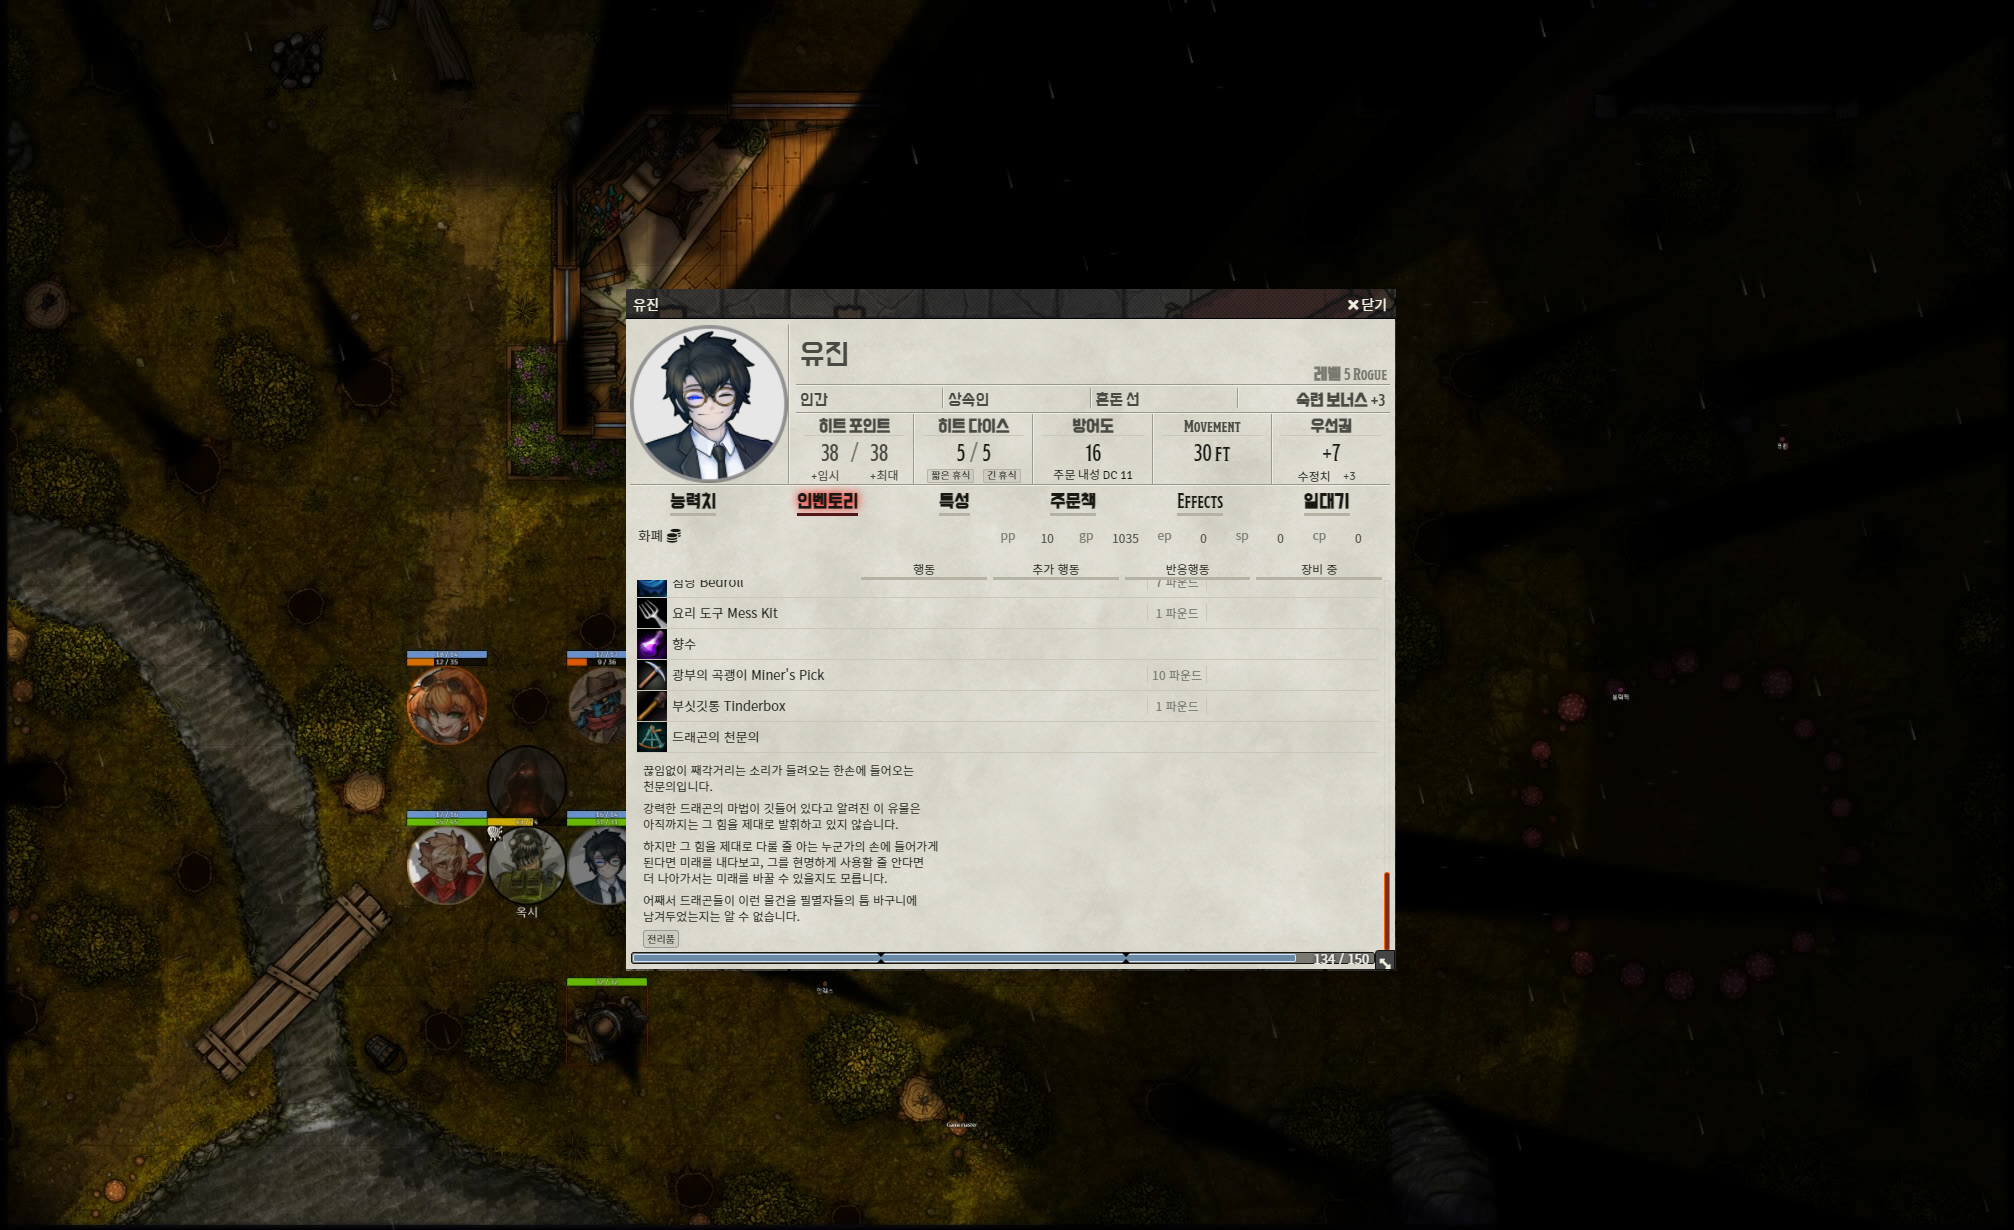 유진
닫기
유진
레벨 5 Rogue
인간
상속인
혼돈 선
숙련 보너스 +3
히트 포인트
히트 다이스
방어도
Movement
우선권
38 / 38
5 / 5
16
30 ft
+7
+임시
+최대
짧은 휴식
긴 휴식
주문 내성 DC 11
수정치 +3
능력치
인벤토리
특성
주문책
Effects
일대기
화폐
pp 10 gp 1035 ep 0 sp 0 cp 0
행동
추가 행동
반응행동
장비 중
침낭 Bedroll
7 파운드
요리 도구 Mess Kit
1 파운드
향수
광부의 곡괭이 Miner's Pick
10 파운드
부싯깃통 Tinderbox
1 파운드
드래곤의 천문의
끊임없이 째각거리는 소리가 들려오는 한손에 들어오는
천문의입니다.
강력한 드래곤의 마법이 깃들어 있다고 알려진 이 유물은
아직까지는 그 힘을 제대로 발휘하고 있지 않습니다.
하지만 그 힘을 제대로 다룰 줄 아는 누군가의 손에 들어가게
된다면 미래를 내다보고, 그를 현명하게 사용할 줄 안다면
더 나아가서는 미래를 바꿀 수 있을지도 모릅니다.
어째서 드래곤들이 이런 물건을 필멸자들의 틈 바구니에
남겨두었는지는 알 수 없습니다.
전리품
134 / 150
12 / 35
9 / 36
옥시
Game master